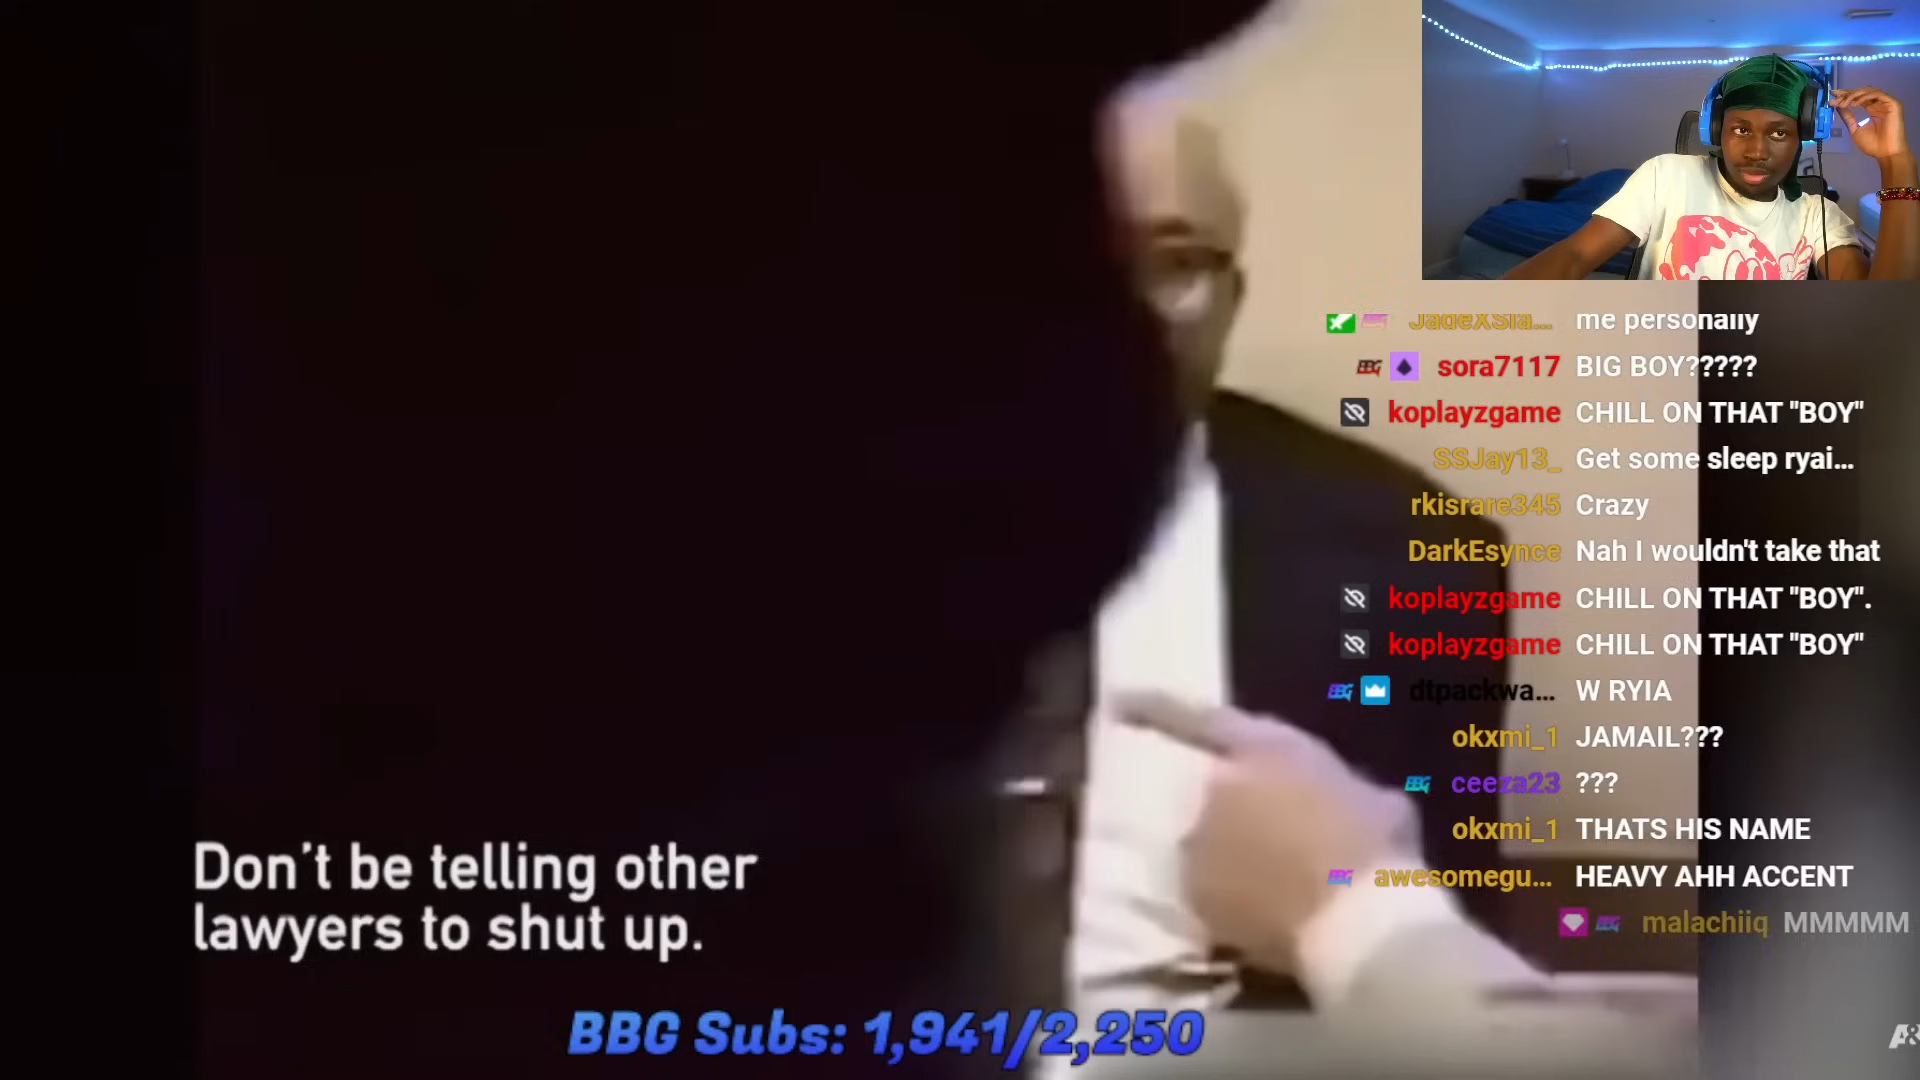 me personally
sora7117 BIG BOY?????
koplayzgame CHILL ON THAT "BOY"
SSJay13_ Get some sleep ryai...
rkisrare345 Crazy
DarkEsynce Nah I wouldn't take that
koplayzgame CHILL ON THAT "BOY".
koplayzgame CHILL ON THAT "BOY"
dtpackwa... W RYIA
okxmi_1 JAMAIL???
ceeza23 ???
okxmi_1 THATS HIS NAME
awesomegu... HEAVY AHH ACCENT
malachiiq MMMMM
Don't be telling other
lawyers to shut up.
BBG Subs: 1,941/2,250
A&